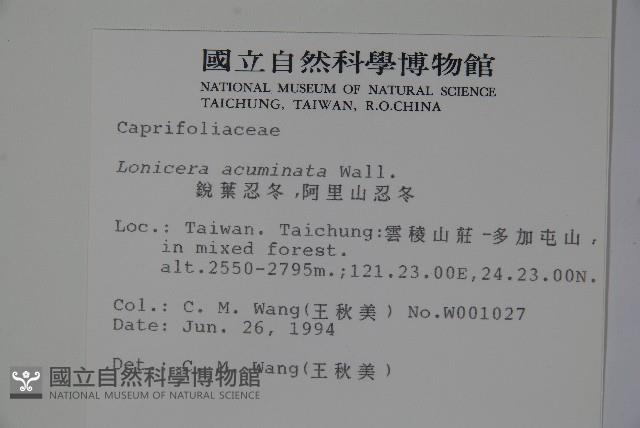 國立自然科學博物館
NATIONAL MUSEUM OF NATURAL SCIENCE
TAICHUNG, TAIWAN, R.O.CHINA
Caprifoliaceae
Lonicera acuminata Wall.
銳葉忍冬,阿里山忍冬
Loc.: Taiwan. Taichung:雲稜山莊-多加屯山,
in mixed forest.
alt.2550-2795m.;121.23.00E,24.23.00N.
Col.: C. M. Wang(王秋美) No.W001027
Date: Jun. 26, 1994
Det.: C. M. Wang(王秋美)
國立自然科學博物館
NATIONAL MUSEUM OF NATURAL SCIENCE